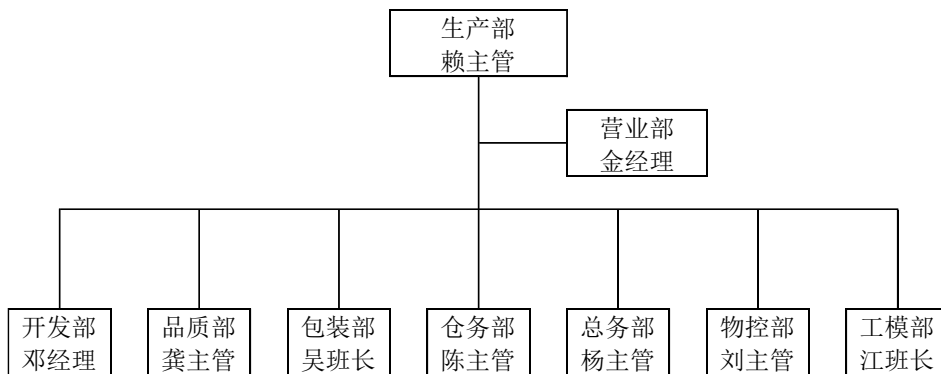 生产部
赖主管
营业部
金经理
开发部
邓经理
品质部
龚主管
包装部
吴班长
仓务部
陈主管
总务部
杨主管
物控部
刘主管
工模部
江班长